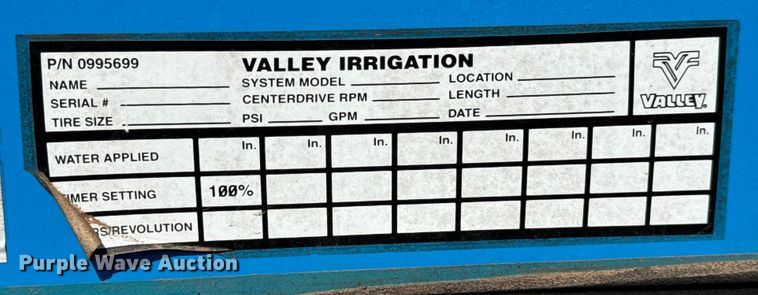 P/N 0995699
VALLEY IRRIGATION
NAME
SYSTEM MODEL
LOCATION
SERIAL #
CENTERDRIVE RPM
LENGTH
TIRE SIZE
PSI
GPM
DATE
VALLEY
WATER APPLIED In. In. In. In. In. In. In. In.
IMER SETTING 100%
RS/REVOLUTION
Purple Wave Auction